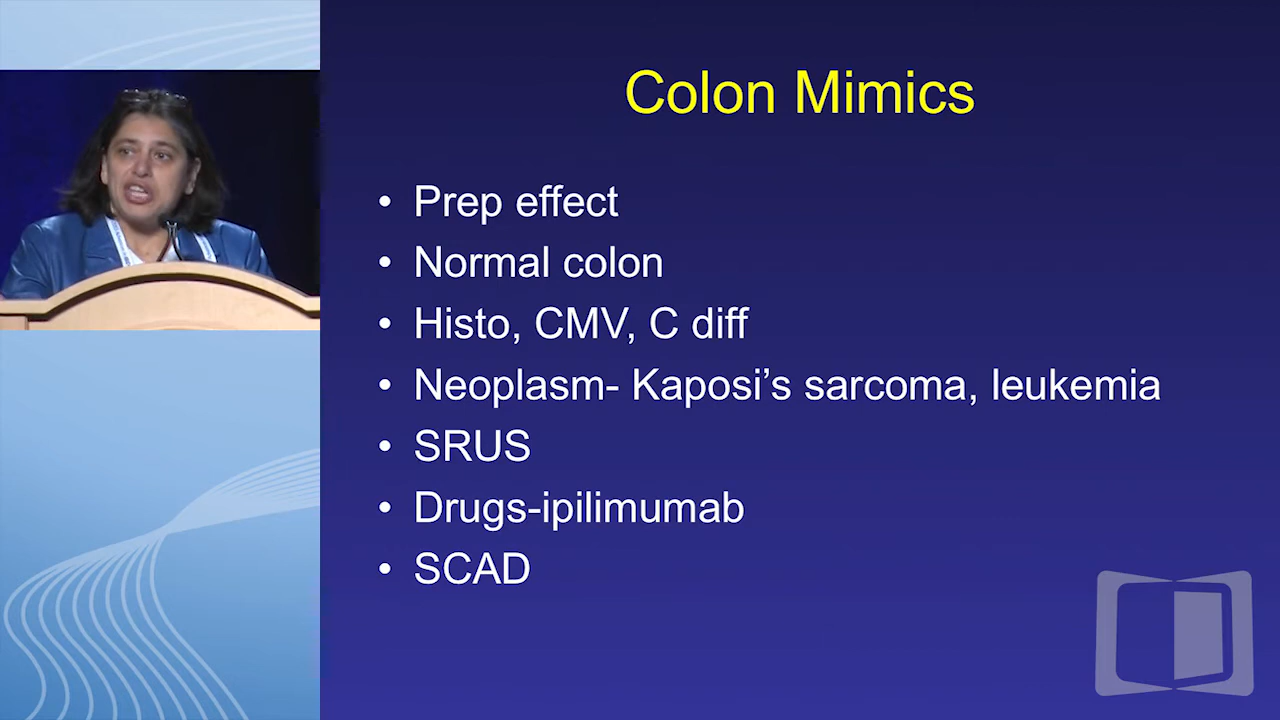 Colon Mimics
• Prep effect
• Normal colon
• Histo, CMV, C diff
• Neoplasm- Kaposi’s sarcoma, leukemia
• SRUS
• Drugs-ipilimumab
• SCAD